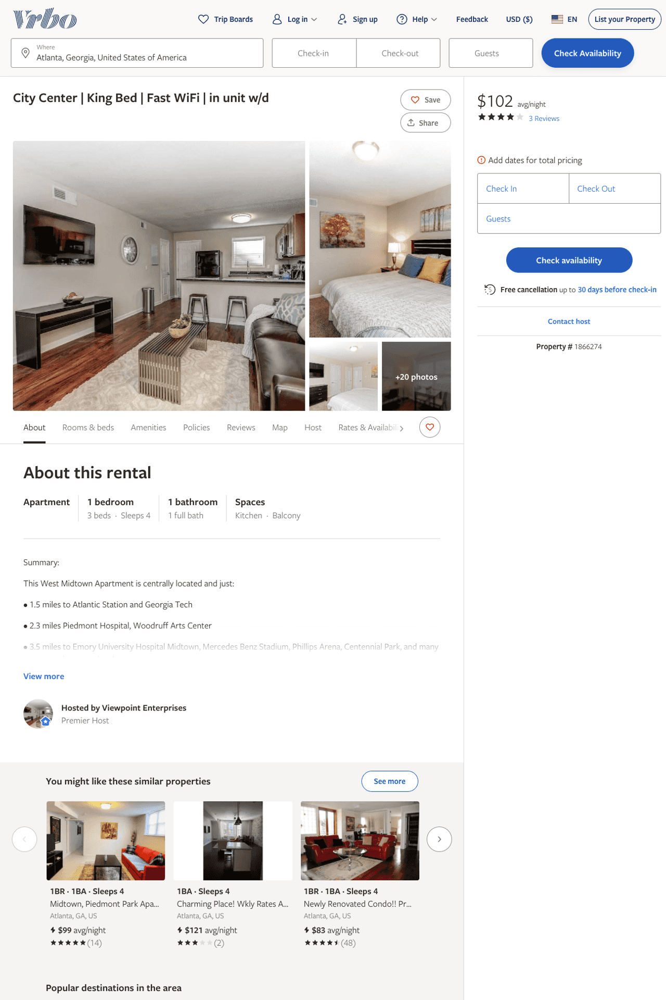 Vrbo
Trip Boards
Log in
Sign up
Help
Feedback
USD ($)
EN
List your Property
Where
Atlanta, Georgia, United States of America
Check-in
Check-out
Guests
Check Availability
City Center | King Bed | Fast WiFi | in unit w/d
Save
Share
+20 photos
$102 avg/night
3 Reviews
Add dates for total pricing
Check In
Check Out
Guests
Check availability
Free cancellation up to 30 days before check-in
Contact host
Property # 1866274
About
Rooms & beds
Amenities
Policies
Reviews
Map
Host
Rates & Availabili
About this rental
Apartment
1 bedroom
3 beds · Sleeps 4
1 bathroom
1 full bath
Spaces
Kitchen · Balcony
Summary:
This West Midtown Apartment is centrally located and just:
● 1.5 miles to Atlantic Station and Georgia Tech
● 2.3 miles Piedmont Hospital, Woodruff Arts Center
● 3.5 miles to Emory University Hospital Midtown, Mercedes Benz Stadium, Phillips Arena, Centennial Park, and many
View more
Hosted by Viewpoint Enterprises
Premier Host
You might like these similar properties
See more
1BR · 1BA · Sleeps 4
Midtown, Piedmont Park Apa...
Atlanta, GA, US
$99 avg/night
(14)
1BA · Sleeps 4
Charming Place! Wkly Rates A...
Atlanta, GA, US
$121 avg/night
(2)
1BR · 1BA · Sleeps 4
Newly Renovated Condo!! Pr...
Atlanta, GA, US
$83 avg/night
(48)
Popular destinations in the area